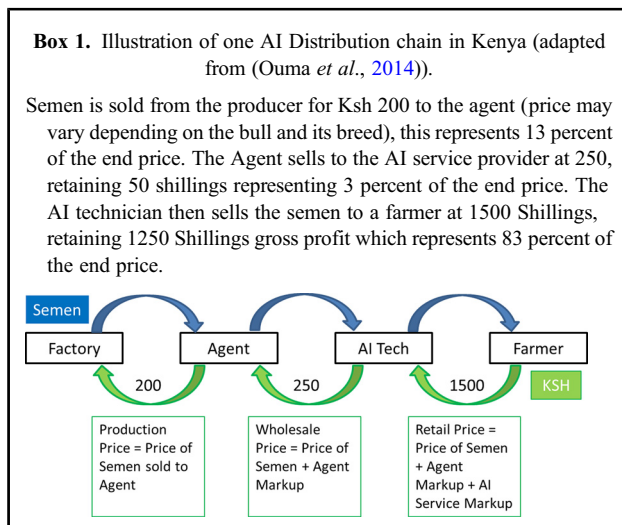 Box 1. Illustration of one AI Distribution chain in Kenya (adapted
from (Ouma et al., 2014)).
Semen is sold from the producer for Ksh 200 to the agent (price may
vary depending on the bull and its breed), this represents 13 percent
of the end price. The Agent sells to the AI service provider at 250,
retaining 50 shillings representing 3 percent of the end price. The
AI technician then sells the semen to a farmer at 1500 Shillings,
retaining 1250 Shillings gross profit which represents 83 percent of
the end price.
Semen
Factory
Agent
AI Tech
Farmer
200
250
1500
KSH
Production
Price = Price of
Semen sold to
Agent
Wholesale
Price = Price of
Semen + Agent
Markup
Retail Price =
Price of Semen
+ Agent
Markup + AI
Service Markup